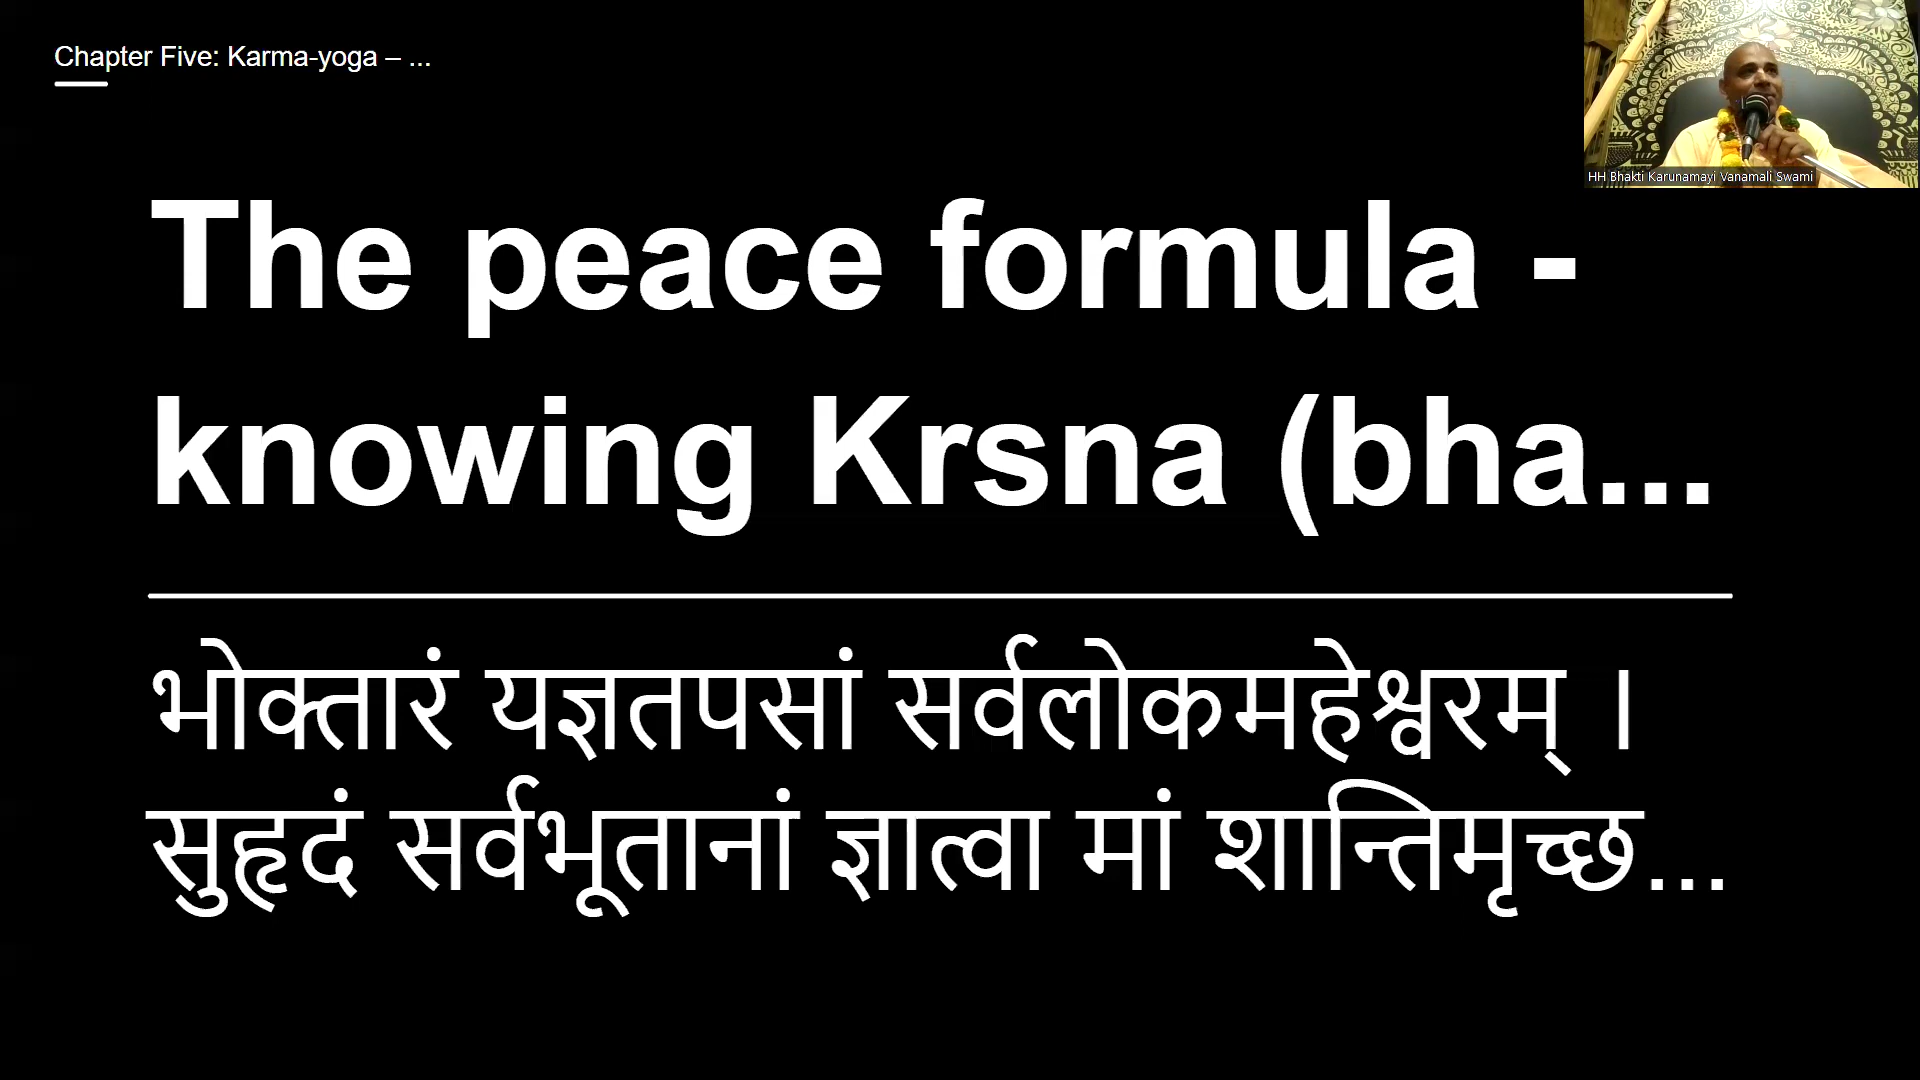 Chapter Five: Karma-yoga – ...
HH Bhakti Karunamayi Vanamali Swami
The peace formula -
knowing Krsna (bha...
भोक्तारं यज्ञतपसां सर्वलोकमहेश्वरम् ।
सुहृदं सर्वभूतानां ज्ञात्वा मां शान्तिमृच्छ...